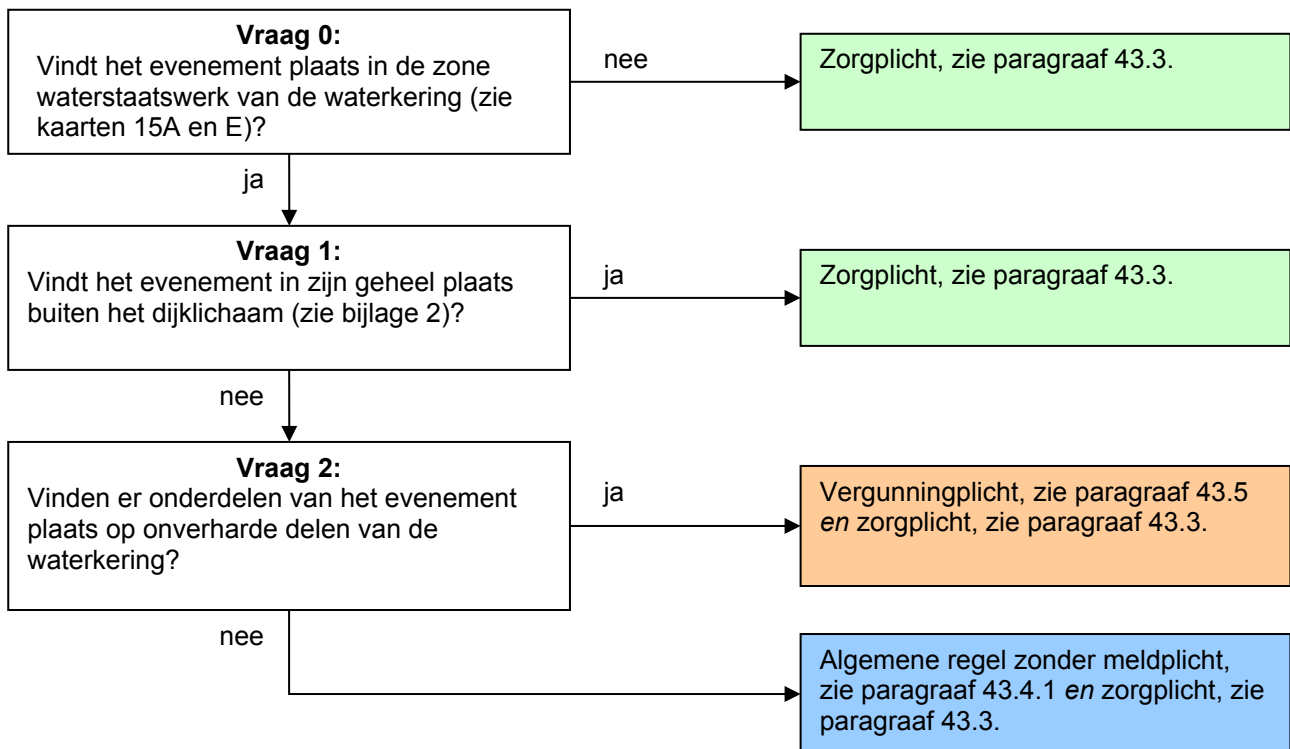 Vraag 0:
Vindt het evenement plaats in de zone
waterstaatswerk van de waterkering (zie
kaarten 15A en E)?
nee
Zorgplicht, zie paragraaf 43.3.
ja
Vraag 1:
Vindt het evenement in zijn geheel plaats
buiten het dijklichaam (zie bijlage 2)?
ja
Zorgplicht, zie paragraaf 43.3.
nee
Vraag 2:
Vinden er onderdelen van het evenement
plaats op onverharde delen van de
waterkering?
ja
Vergunningplicht, zie paragraaf 43.5
en zorgplicht, zie paragraaf 43.3.
nee
Algemene regel zonder meldplicht,
zie paragraaf 43.4.1 en zorgplicht, zie
paragraaf 43.3.